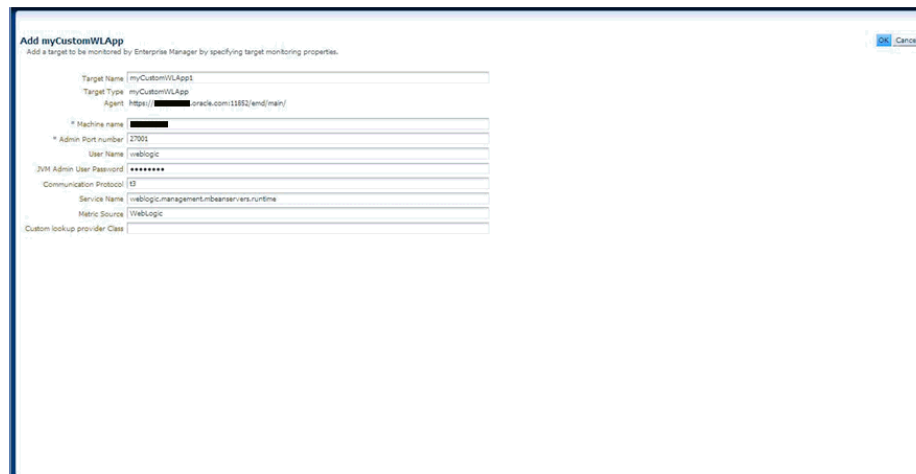 Add myCustomWLApp
OK Cance
Add a target to be monitored by Enterprise Manager by specifying target monitoring properties.
Target Name myCustomWLApp1
Target Type myCustomWLApp
Agent https:// .oracle.com:11852/emd/main/
* Machine name
* Admin Port number 27001
User Name weblogic
JVM Admin User Password ••••••••
Communication Protocol t3
Service Name weblogic.management.mbeanservers.runtime
Metric Source WebLogic
Custom lookup provider Class